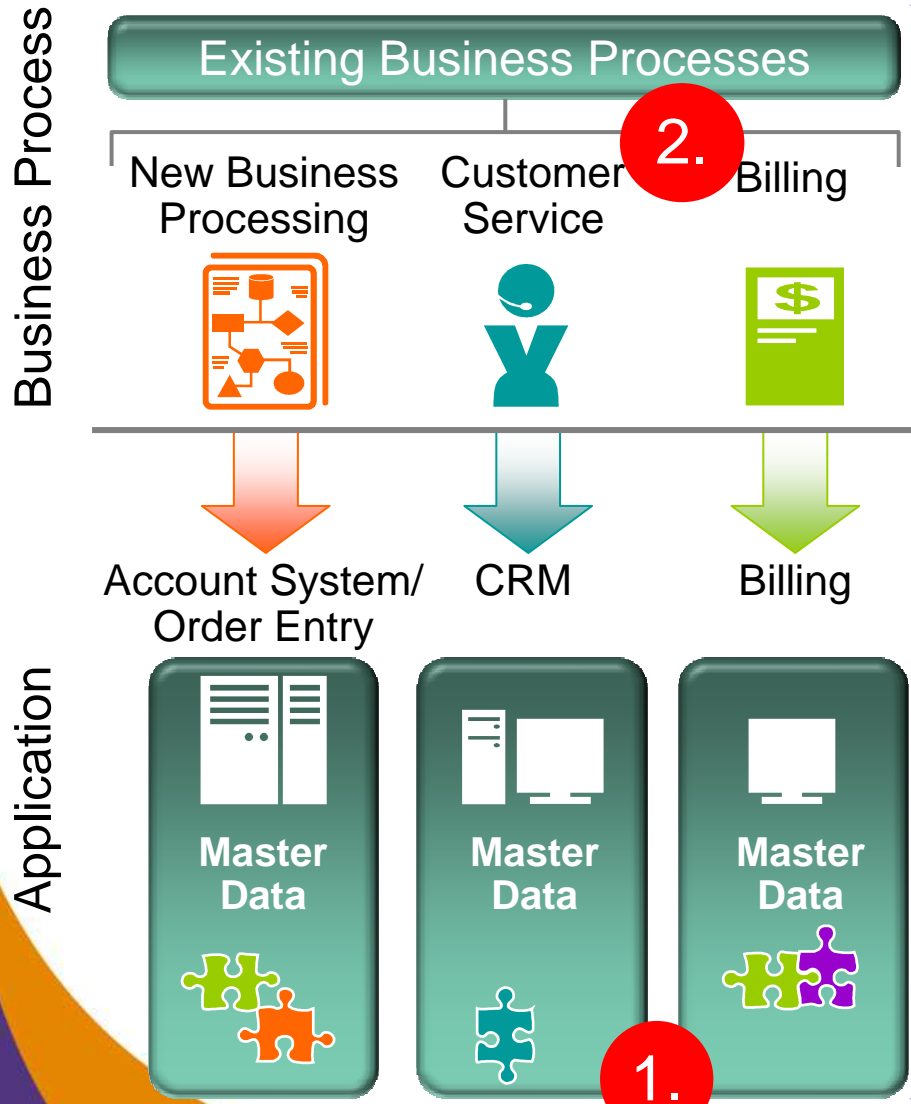 Business Process
Existing Business Processes
2.
New Business
Processing
Customer
Service
Billing
$
Account System/
Order Entry
CRM
Billing
Application
Master
Data
Master
Data
Master
Data
1.